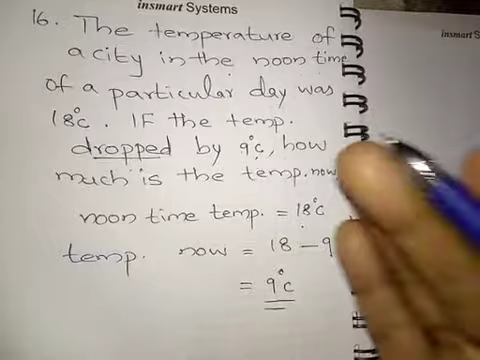 insmart Systems
insmart S
16. The temperature of
a city in the noon time
of a particular day was
18°c. IF the temp.
dropped by 9°c, how
much is the temp. now
noon time temp. = 18°c
temp. now = 18 - 9
= 9°c